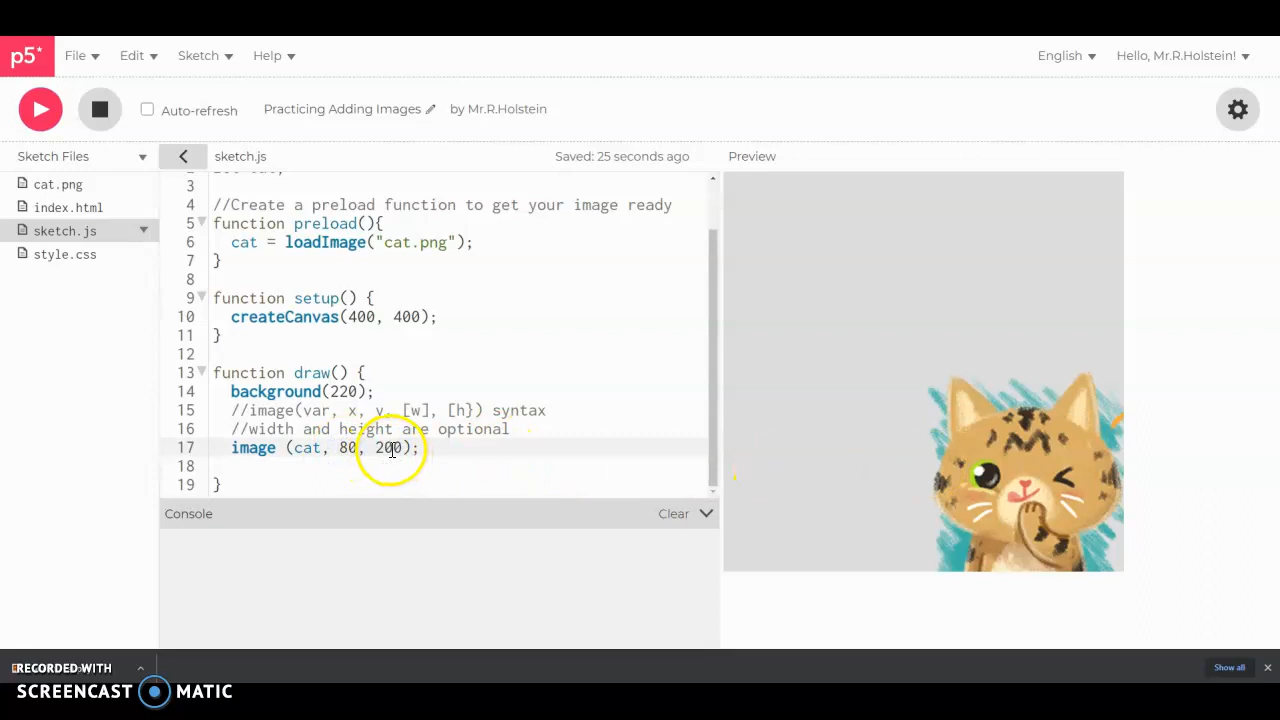 p5*
File Edit Sketch Help English Hello, Mr.R.Holstein!
Auto-refresh Practicing Adding Images by Mr.R.Holstein
Sketch Files sketch.js Saved: 25 seconds ago Preview
cat.png
index.html
sketch.js
style.css
3
4 //Create a preload function to get your image ready
5 function preload(){
6 cat = loadImage("cat.png");
7 }
8
9 function setup() {
10 createCanvas(400, 400);
11 }
12
13 function draw() {
14 background(220);
15 //image(var, x, y, [w], [h}) syntax
16 //width and height are optional
17 image (cat, 80, 200);
18
19 }
Console Clear
RECORDED WITH
SCREENCAST MATIC
Show all